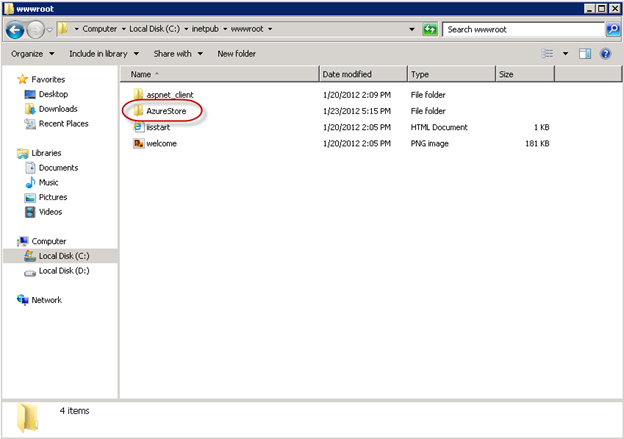 wwwroot
Computer Local Disk (C:) inetpub wwwroot Search wwwroot
Organize Include in library Share with New folder
Favorites
Desktop
Downloads
Recent Places
Libraries
Documents
Music
Pictures
Videos
Computer
Local Disk (C:)
Local Disk (D:)
Network
Name Date modified Type Size
aspnet_client 1/20/2012 2:09 PM File folder
AzureStore 1/23/2012 5:15 PM File folder
iisstart 1/20/2012 2:05 PM HTML Document 1 KB
welcome 1/20/2012 2:05 PM PNG image 181 KB
4 items